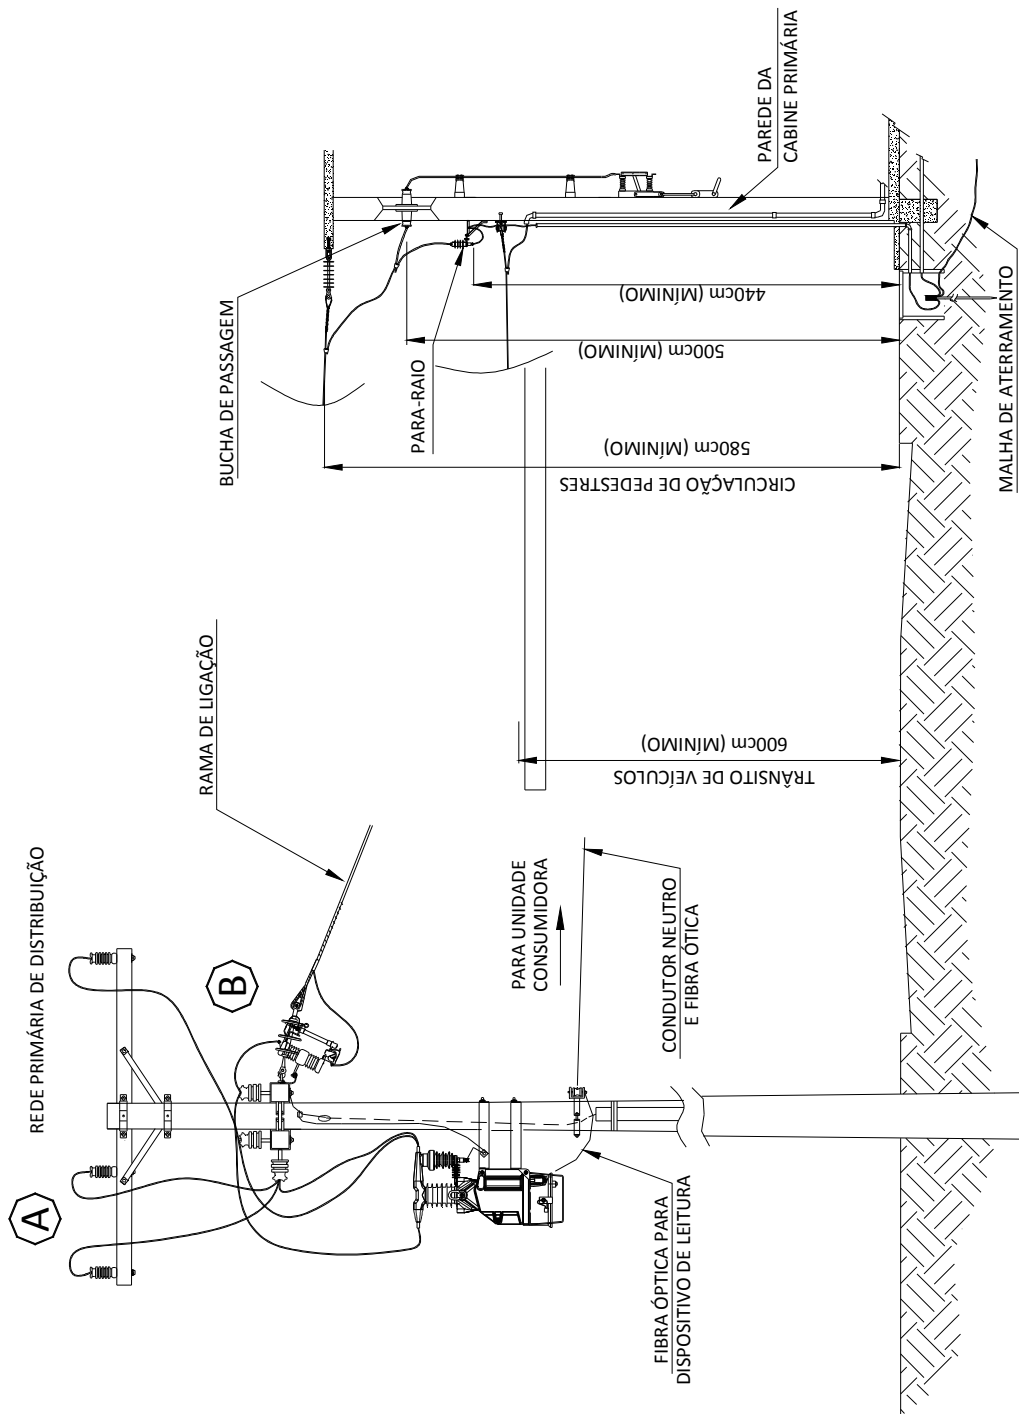 REDE PRIMÁRIA DE DISTRIBUIÇÃO
A
B
RAMA DE LIGAÇÃO
BUCHA DE PASSAGEM
PARA-RAIO
PAREDE DA
CABINE PRIMÁRIA
440cm (MÍNIMO)
500cm (MÍNIMO)
580cm (MÍNIMO)
CIRCULAÇÃO DE PEDESTRES
600cm (MÍNIMO)
TRÂNSITO DE VEÍCULOS
PARA UNIDADE
CONSUMIDORA
CONDUTOR NEUTRO
E FIBRA ÓTICA
FIBRA ÓPTICA PARA
DISPOSITIVO DE LEITURA
MALHA DE ATERRAMENTO